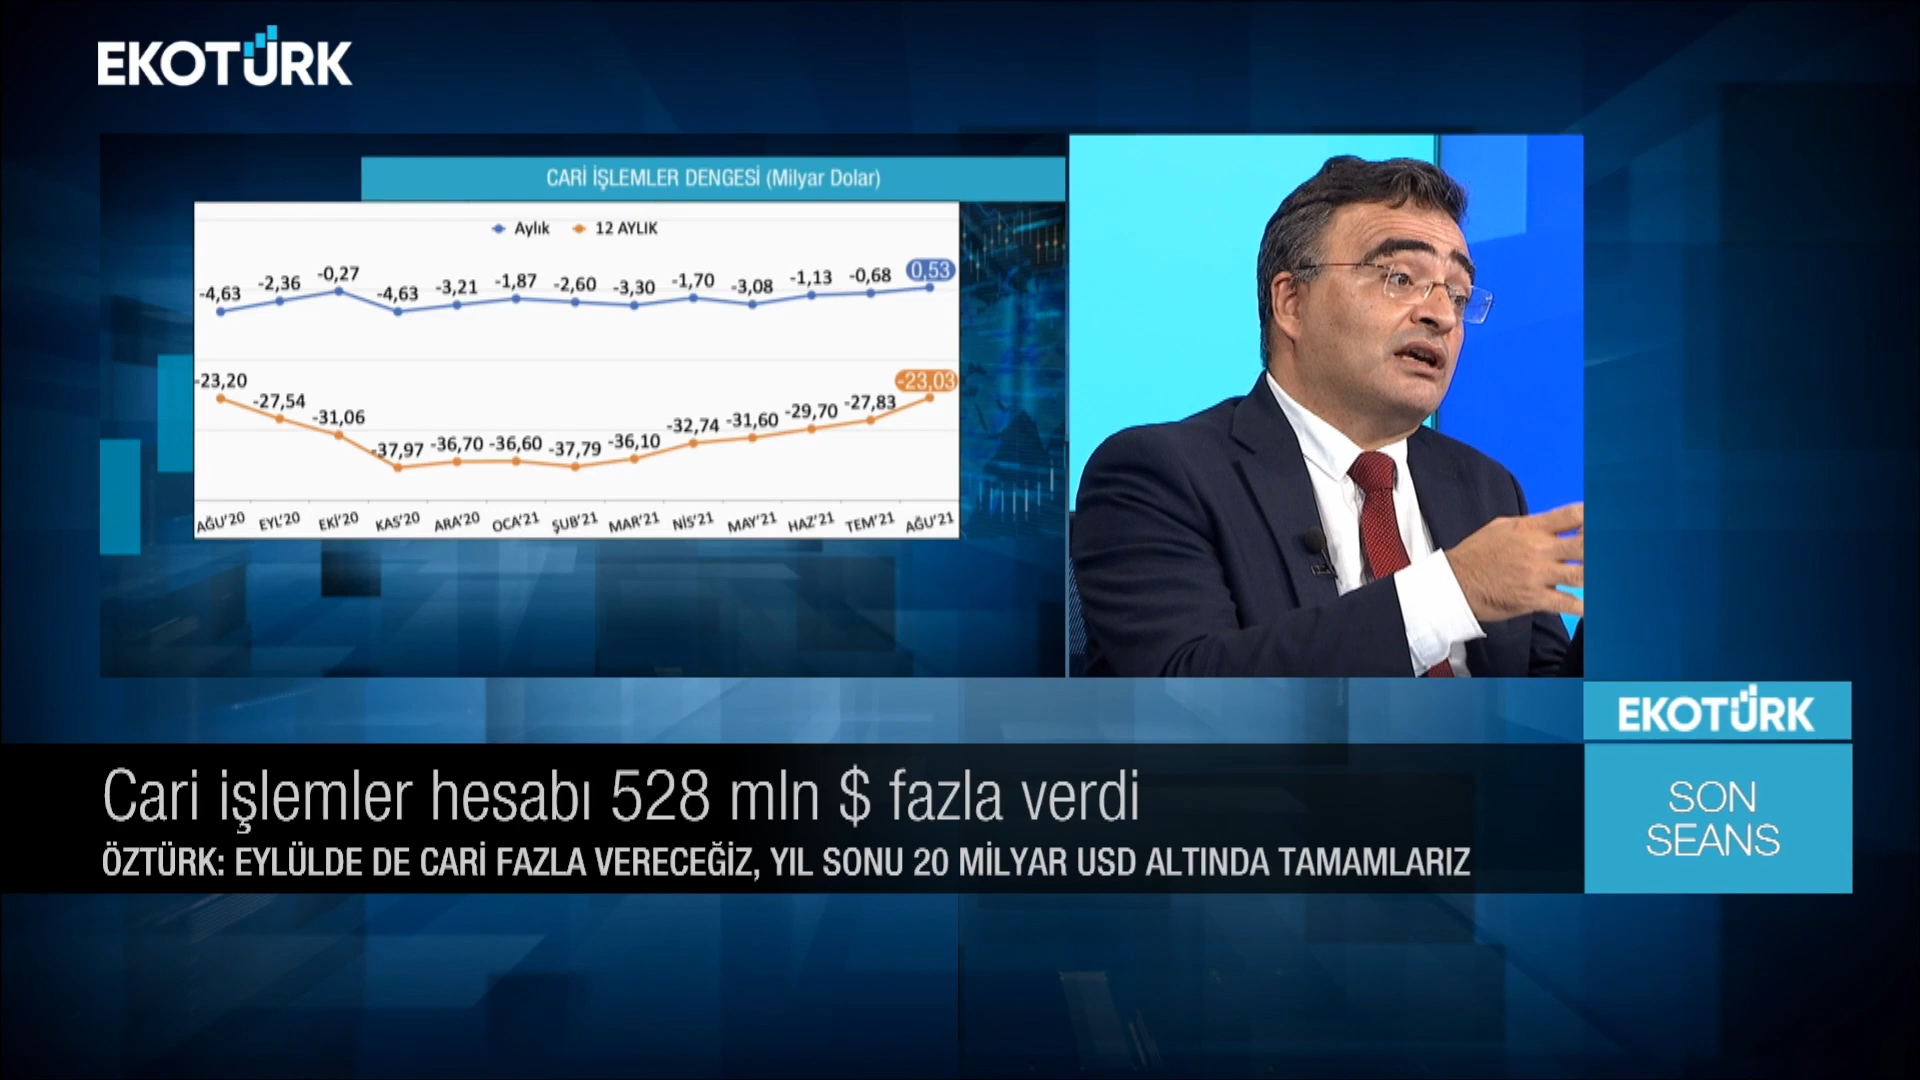 EKOTÜRK
CARİ İŞLEMLER DENGESİ (Milyar Dolar)
Aylık 12 AYLIK
-4,63 -2,36 -0,27 -4,63 -3,21 -1,87 -2,60 -3,30 -1,70 -3,08 -1,13 -0,68 0,53
-23,20 -27,54 -31,06 -37,97 -36,70 -36,60 -37,79 -36,10 -32,74 -31,60 -29,70 -27,83 -23,03
AĞU'20 EYL'20 EKİ'20 KAS'20 ARA'20 OCA'21 ŞUB'21 MAR'21 NİS'21 MAY'21 HAZ'21 TEM'21 AĞU'21
EKOTÜRK
Cari işlemler hesabı 528 mln $ fazla verdi
ÖZTÜRK: EYLÜLDE DE CARİ FAZLA VERECEĞİZ, YIL SONU 20 MİLYAR USD ALTINDA TAMAMLARIZ
SON
SEANS